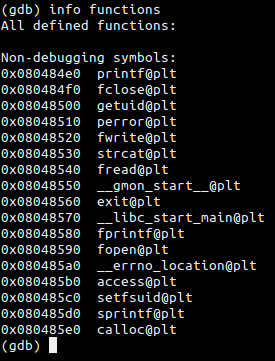 (gdb) info functions
All defined functions:
Non-debugging symbols:
0x080484e0 printf@plt
0x080484f0 fclose@plt
0x08048500 getuid@plt
0x08048510 perror@plt
0x08048520 fwrite@plt
0x08048530 strcat@plt
0x08048540 fread@plt
0x08048550 __gmon_start__@plt
0x08048560 exit@plt
0x08048570 __libc_start_main@plt
0x08048580 fprintf@plt
0x08048590 fopen@plt
0x080485a0 __errno_location@plt
0x080485b0 access@plt
0x080485c0 setfsuid@plt
0x080485d0 sprintf@plt
0x080485e0 calloc@plt
(gdb)